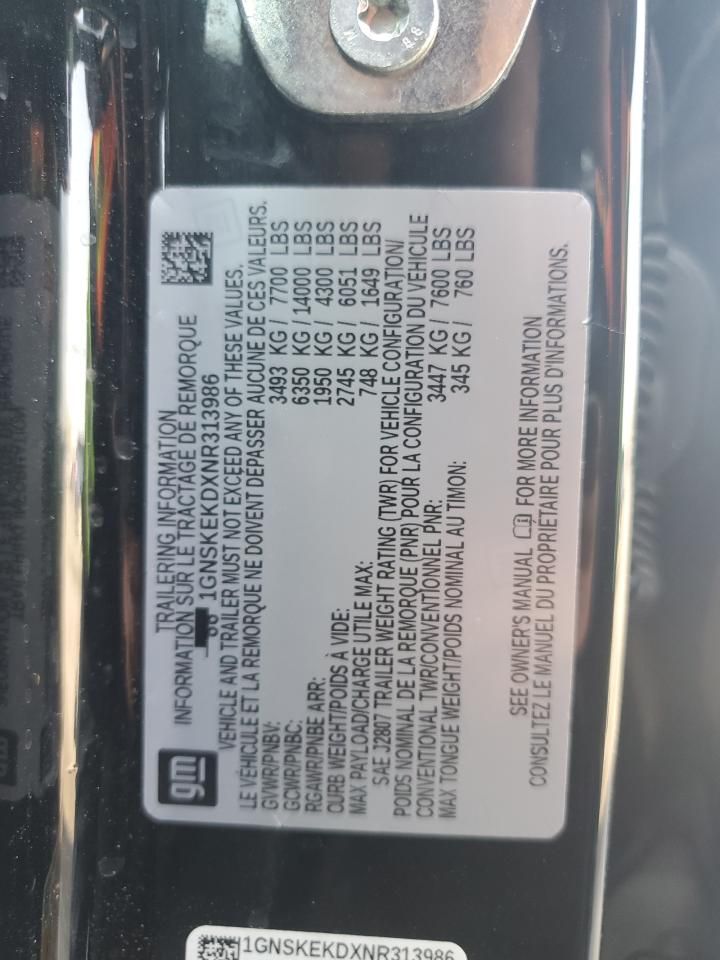 8.8 M
gm
TRAILERING INFORMATION
INFORMATION SUR LE TRACTAGE DE REMORQUE
1GNSKEKDXNR313986
VEHICLE AND TRAILER MUST NOT EXCEED ANY OF THESE VALUES.
LE VÉHICULE ET LA REMORQUE NE DOIVENT DEPASSER AUCUNE DE CES VALEURS.
GVWR/PNBV: 3493 KG / 7700 LBS
GCWR/PNBC: 6350 KG / 14000 LBS
RGAWR/PNBE ARR: 1950 KG / 4300 LBS
CURB WEIGHT/POIDS À VIDE: 2745 KG / 6051 LBS
MAX PAYLOAD/CHARGE UTILE MAX: 748 KG / 1649 LBS
SAE J2807 TRAILER WEIGHT RATING (TWR) FOR VEHICLE CONFIGURATION/
POIDS NOMINAL DE LA REMORQUE (PNR) POUR LA CONFIGURATION DU VEHICULE
CONVENTIONAL TWR/CONVENTIONNEL PNR: 3447 KG / 7600 LBS
MAX TONGUE WEIGHT/POIDS NOMINAL AU TIMON: 345 KG / 760 LBS
SEE OWNER'S MANUAL FOR MORE INFORMATION
CONSULTEZ LE MANUEL DU PROPRIÉTAIRE POUR PLUS D'INFORMATIONS.
1GNSKEKDXNR313986